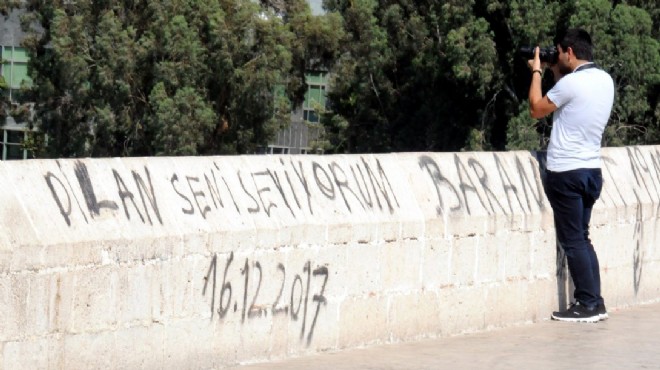 DİLAN SENİ SEVİYORUM BARAN
16.12.2017